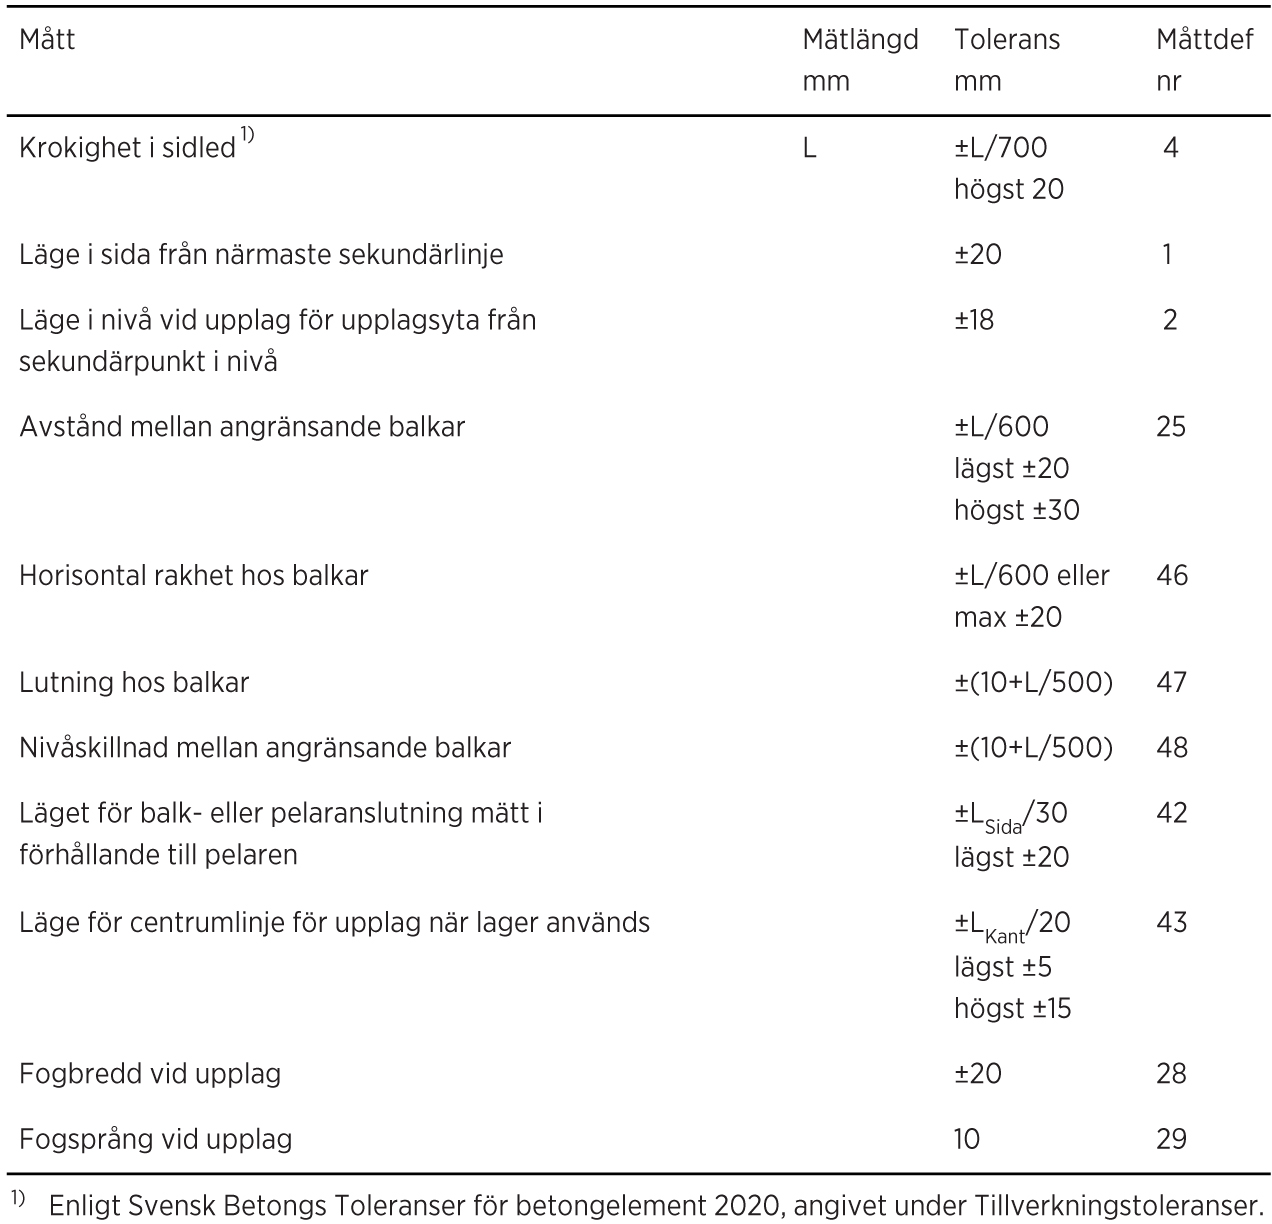 Mått Mätlängd Tolerans Måttdef
mm mm nr
Krokighet i sidled 1) L ±L/700 4
högst 20
Läge i sida från närmaste sekundärlinje ±20 1
Läge i nivå vid upplag för upplagsyta från ±18 2
sekundärpunkt i nivå
Avstånd mellan angränsande balkar ±L/600 25
lägst ±20
högst ±30
Horisontal rakhet hos balkar ±L/600 eller 46
max ±20
Lutning hos balkar ±(10+L/500) 47
Nivåskillnad mellan angränsande balkar ±(10+L/500) 48
Läget för balk- eller pelaranslutning mätt i ±LSida/30 42
förhållande till pelaren lägst ±20
Läge för centrumlinje för upplag när lager används ±LKant/20 43
lägst ±5
högst ±15
Fogbredd vid upplag ±20 28
Fogsprång vid upplag 10 29
1) Enligt Svensk Betongs Toleranser för betongelement 2020, angivet under Tillverkningstoleranser.